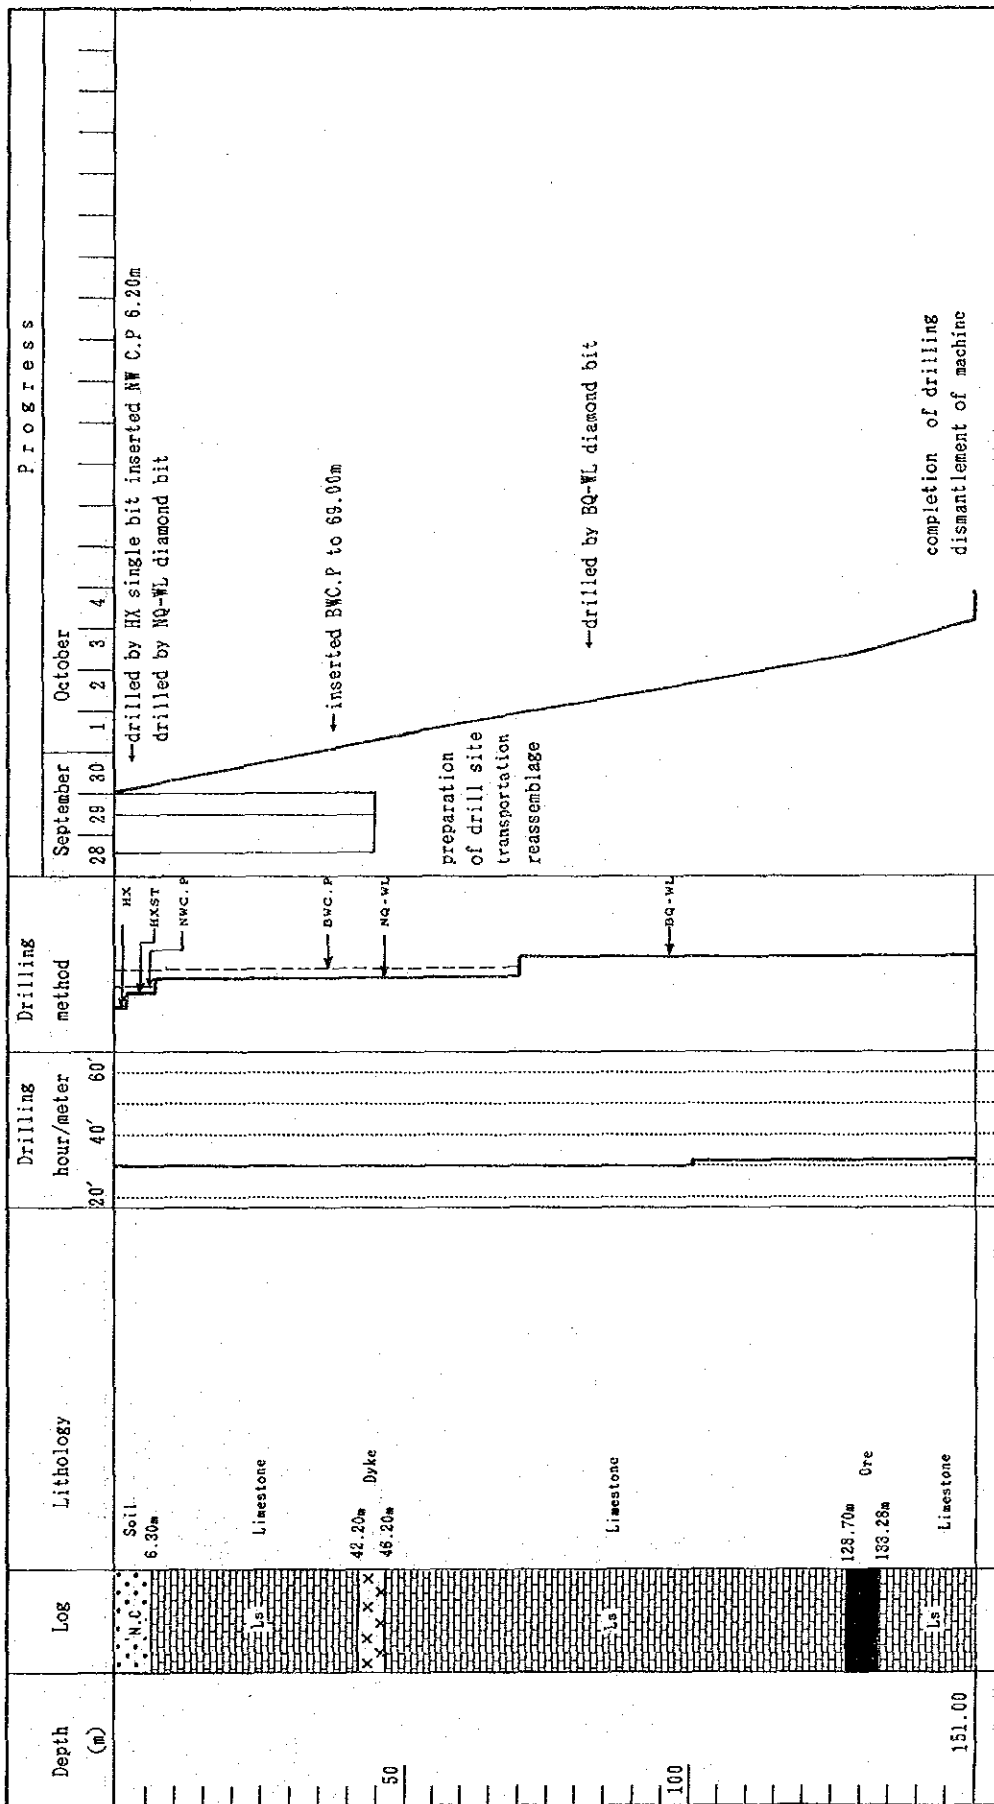 Depth
(m)
Log
Lithology
Drilling
hour/meter
20′ 40′ 60′
Drilling
method
Progress
September October
28 29 30 1 2 3 4
50
100
151.00
N.C
Ls
Ls
Ls
Soil
6.30m
Limestone
42.20m
Dyke
46.20m
Limestone
128.70m
Ore
133.28m
Limestone
HX
HXST
NWC.P
BWC.P
NQ-WL
BQ-WL
←drilled by HX single bit inserted NW C.P 6.20m
drilled by NQ-WL diamond bit
←inserted BWC.P to 69.00m
preparation
of drill site
transportation
reassemblage
←drilled by BQ-WL diamond bit
completion of drilling
dismantlement of machine